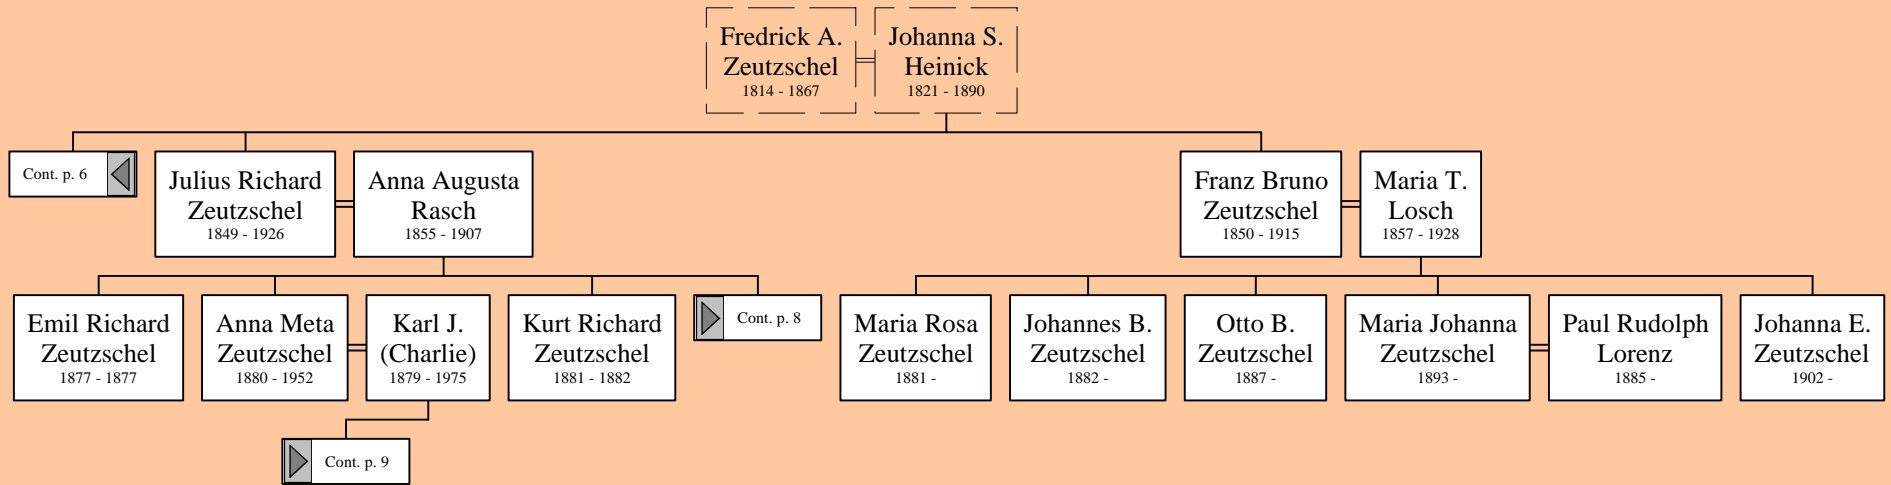 Fredrick A.
Zeutzschel
1814 - 1867
Johanna S.
Heinick
1821 - 1890
Cont. p. 6
Julius Richard
Zeutzschel
1849 - 1926
Anna Augusta
Rasch
1855 - 1907
Franz Bruno
Zeutzschel
1850 - 1915
Maria T.
Losch
1857 - 1928
Emil Richard
Zeutzschel
1877 - 1877
Anna Meta
Zeutzschel
1880 - 1952
Karl J.
(Charlie)
1879 - 1975
Kurt Richard
Zeutzschel
1881 - 1882
Cont. p. 8
Maria Rosa
Zeutzschel
1881 -
Johannes B.
Zeutzschel
1882 -
Otto B.
Zeutzschel
1887 -
Maria Johanna
Zeutzschel
1893 -
Paul Rudolph
Lorenz
1885 -
Johanna E.
Zeutzschel
1902 -
Cont. p. 9